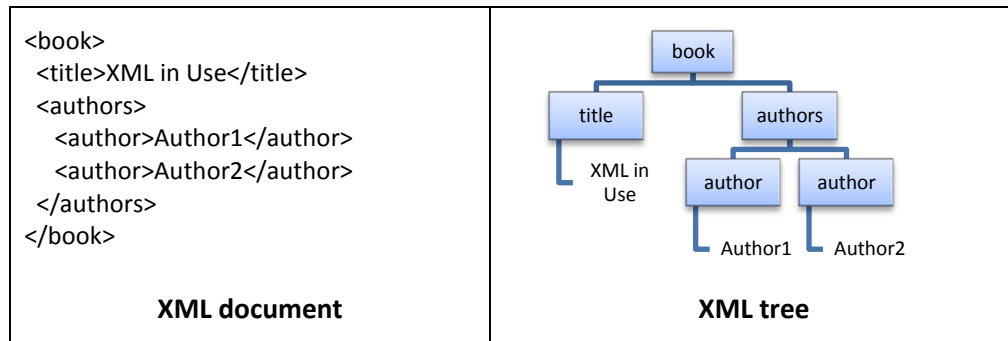 <book>
<title>XML in Use</title>
<authors>
<author>Author1</author>
<author>Author2</author>
</authors>
</book>
XML document
book
title
authors
XML in
Use
author
author
Author1
Author2
XML tree